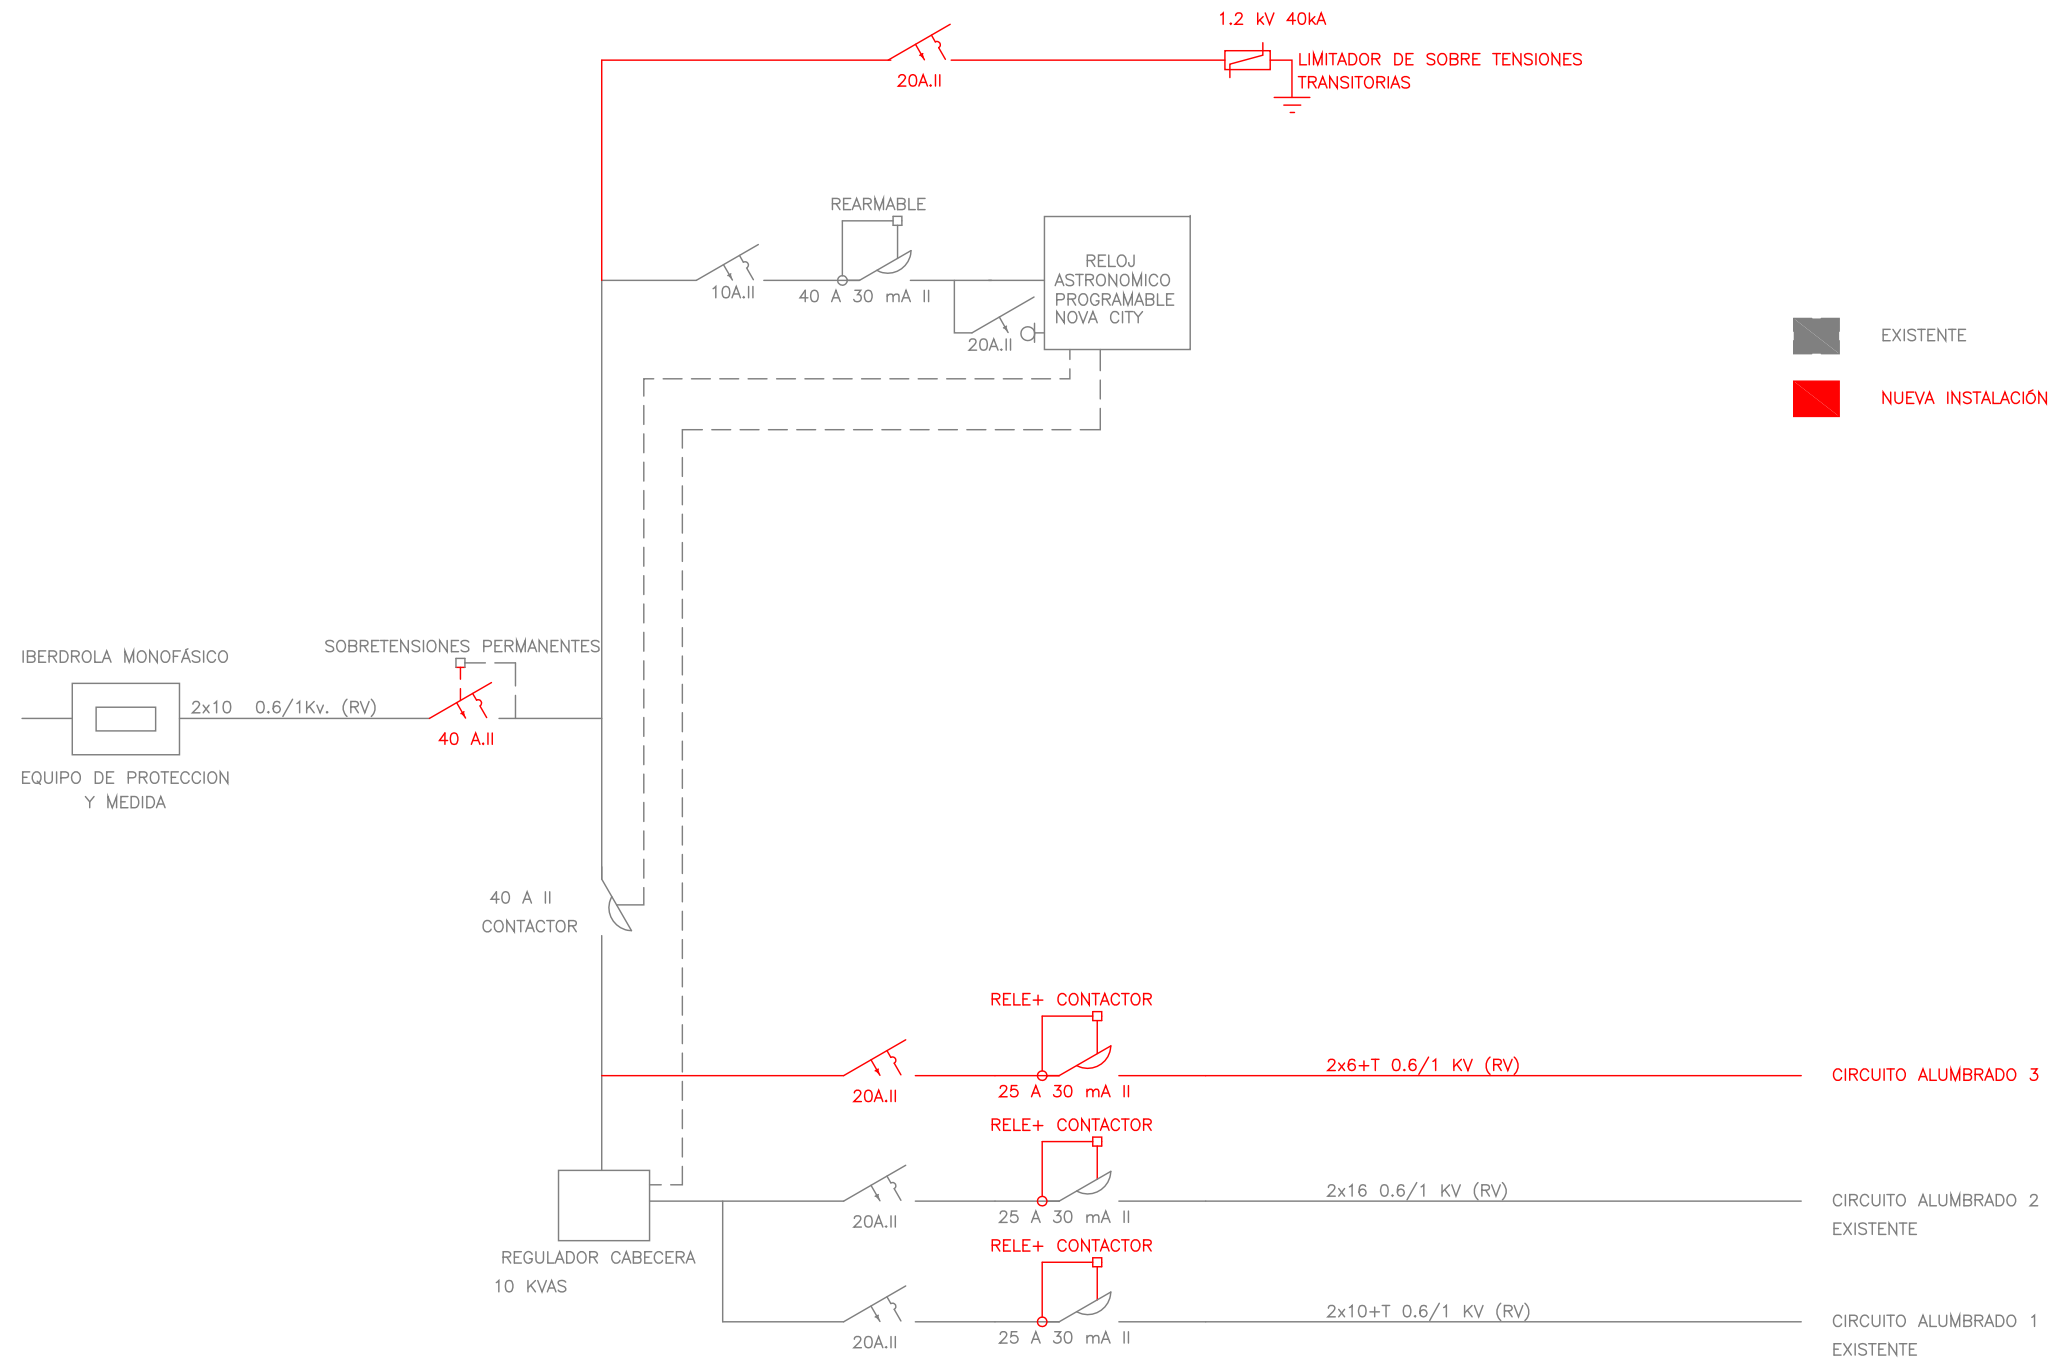 1.2 kV 40kA
LIMITADOR DE SOBRE TENSIONES
TRANSITORIAS
20A.II
REARMABLE
10A.II
40 A 30 mA II
RELOJ
ASTRONOMICO
PROGRAMABLE
NOVA CITY
20A.II
EXISTENTE
NUEVA INSTALACIÓN
SOBRETENSIONES PERMANENTES
IBERDROLA MONOFÁSICO
2x10 0.6/1Kv. (RV)
40 A.II
EQUIPO DE PROTECCION
Y MEDIDA
40 A II
CONTACTOR
RELE+ CONTACTOR
20A.II
25 A 30 mA II
2x6+T 0.6/1 KV (RV)
CIRCUITO ALUMBRADO 3
RELE+ CONTACTOR
20A.II
25 A 30 mA II
2x16 0.6/1 KV (RV)
CIRCUITO ALUMBRADO 2
EXISTENTE
REGULADOR CABECERA
10 KVAS
RELE+ CONTACTOR
20A.II
25 A 30 mA II
2x10+T 0.6/1 KV (RV)
CIRCUITO ALUMBRADO 1
EXISTENTE